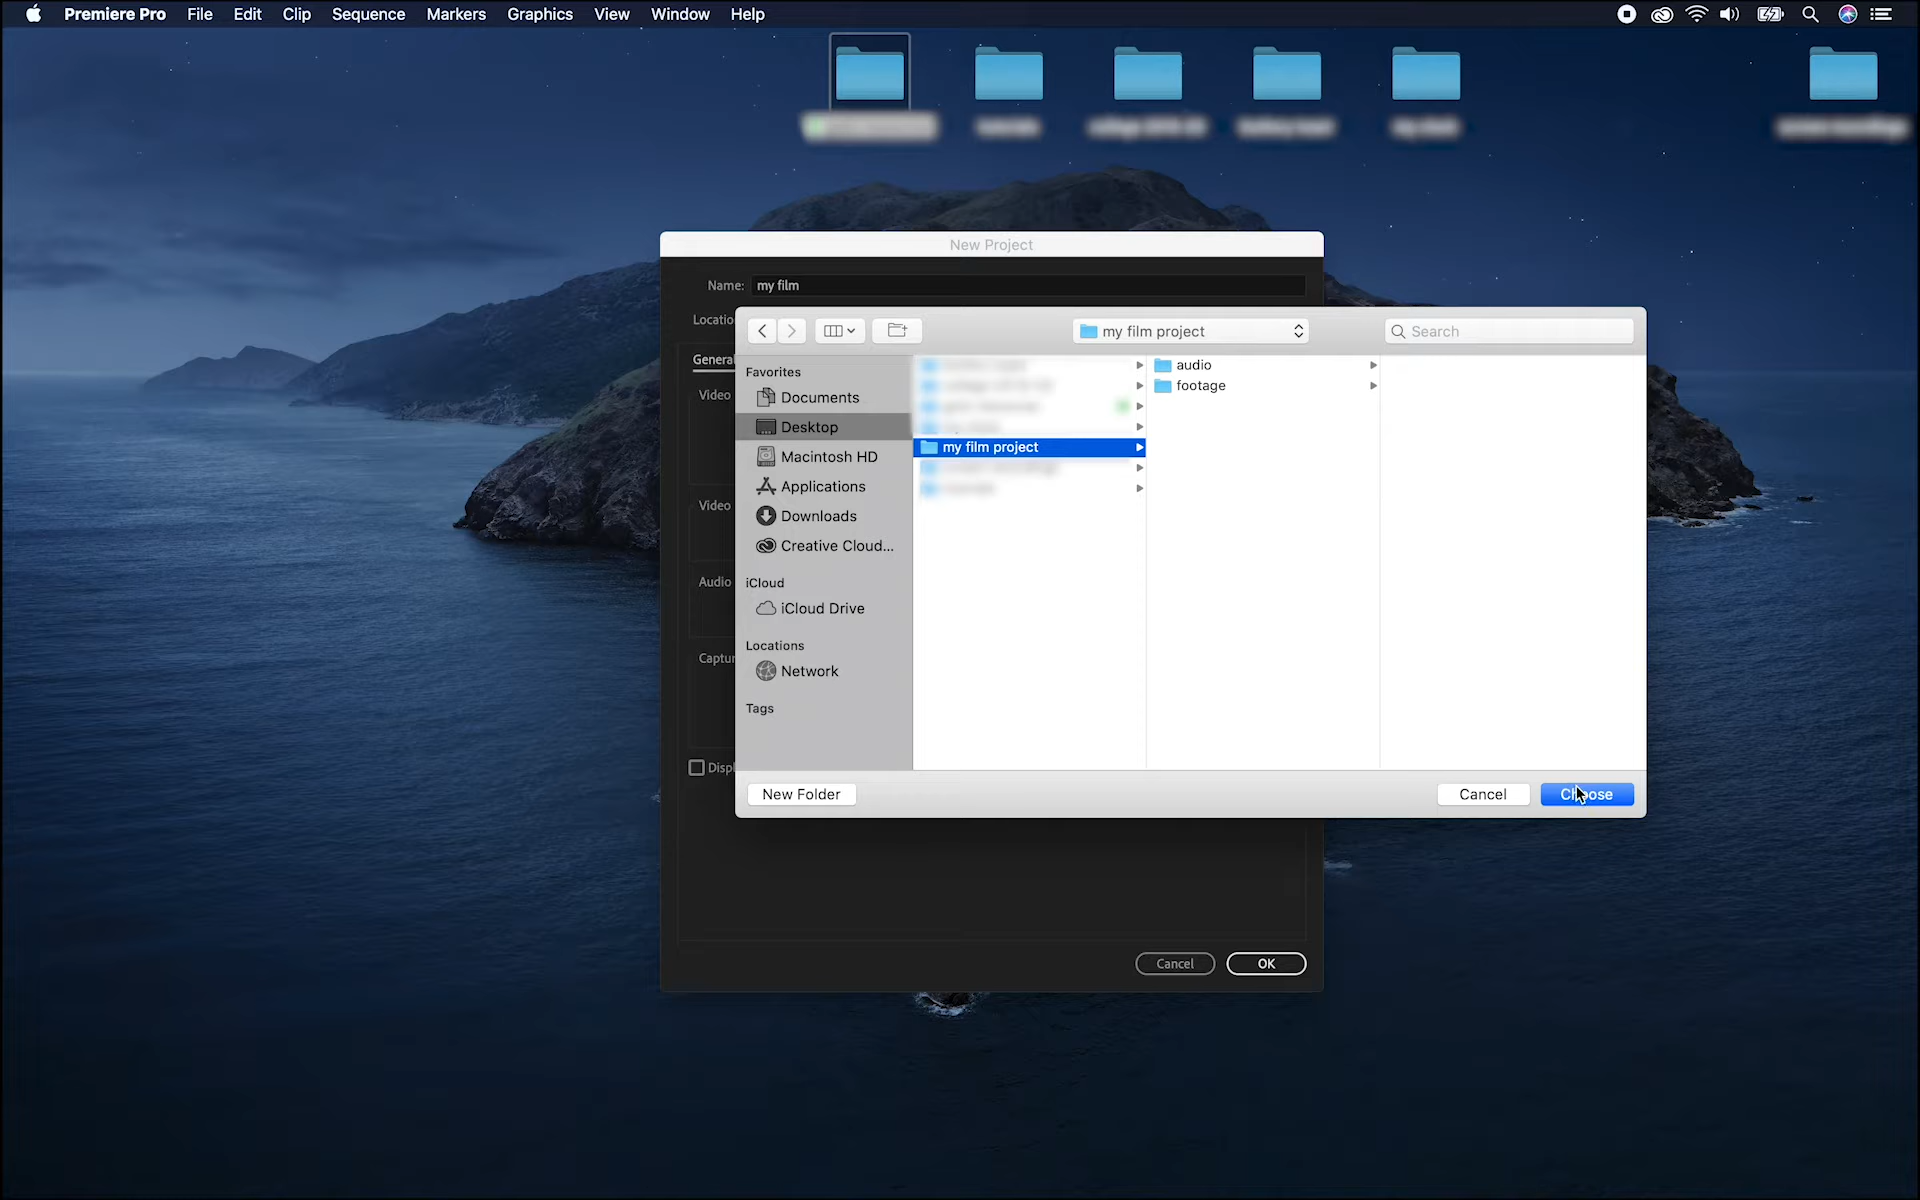 Premiere Pro File Edit Clip Sequence Markers Graphics View Window Help
New Project
Name: my film
Locatio
my film project
Search
General
Favorites
Documents
Desktop
Macintosh HD
Applications
Downloads
Creative Cloud...
iCloud
iCloud Drive
Locations
Network
Tags
my film project
audio
footage
Video
Video
Audio
Captur
Displ
New Folder
Cancel
Choose
Cancel
OK